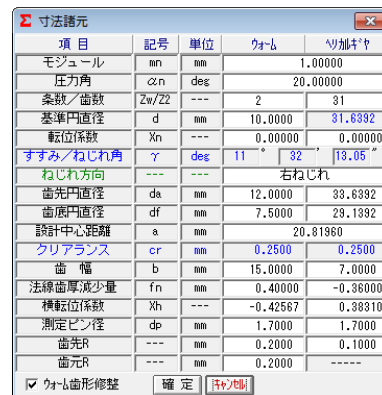 Σ 寸法諸元
項 目 記号 単位 ウォーム ヘリカルギヤ
モジュール mn mm 1.00000
圧力角 αn deg 20.00000
条数／歯数 Zw/Z2 --- 2 31
基準円直径 d mm 10.0000 31.6392
転位係数 Xn --- 0.00000 0.00000
すすみ／ねじれ角 γ deg 11 ° 32 ' 13.05 "
ねじれ方向 --- --- 右ねじれ
歯先円直径 da mm 12.0000 33.6392
歯底円直径 df mm 7.5000 29.1392
設計中心距離 a mm 20.81960
クリアランス cr mm 0.2500 0.2500
歯 幅 b mm 15.0000 7.0000
法線歯厚減少量 fn mm 0.40000 -0.36000
横転位係数 Xh --- -0.42567 0.38310
測定ピン径 dp mm 1.7000 1.7000
歯先R --- mm 0.2000 0.1000
歯元R --- mm 0.2000 -----
ウォーム歯形修整 確 定 キャンセル